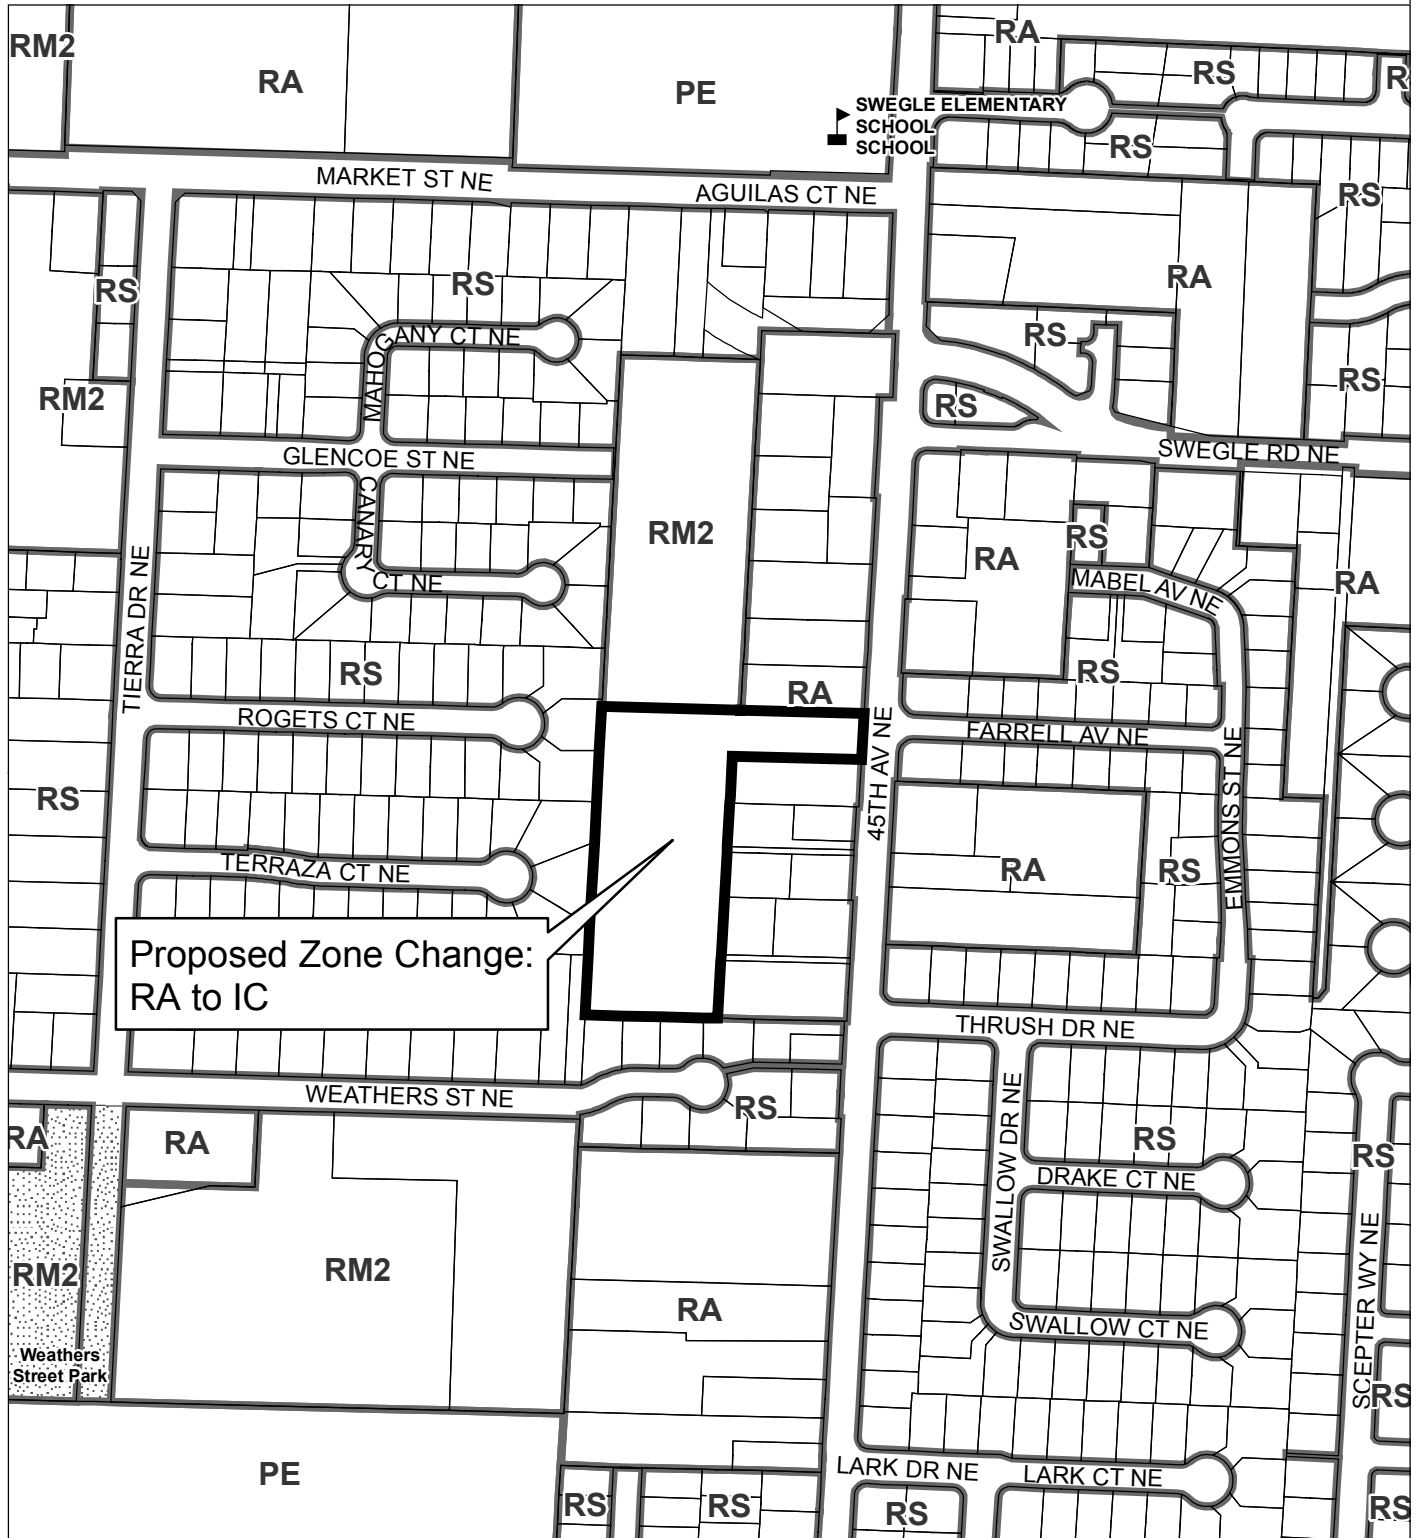 RM2
RA
PE
RA
RS
R
SWEGLE ELEMENTARY
SCHOOL
SCHOOL
RS
MARKET ST NE
AGUILAS CT NE
RS
RS
RS
RA
MAHOGANY CT NE
RS
RM2
RS
RS
GLENCOE ST NE
SWEGLE RD NE
CANARY CT NE
RM2
RS
RA
MABEL AV NE
RA
TIERRA DR NE
RS
RS
RA
ROGETS CT NE
45TH AV NE
FARRELL AV NE
EMMONS ST NE
RS
TERRAZA CT NE
RA
RS
Proposed Zone Change:
RA to IC
THRUSH DR NE
WEATHERS ST NE
RS
SWALLOW DR NE
RS
RA
RA
RS
DRAKE CT NE
RM2
RM2
RA
SCEPTER WY NE
SWALLOW CT NE
Weathers
Street Park
RS
PE
LARK DR NE
LARK CT NE
RS
RS
RS
RS